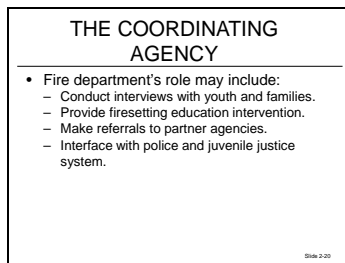 THE COORDINATING
AGENCY
• Fire department's role may include:
– Conduct interviews with youth and families.
– Provide firesetting education intervention.
– Make referrals to partner agencies.
– Interface with police and juvenile justice
system.
Slide 2-20